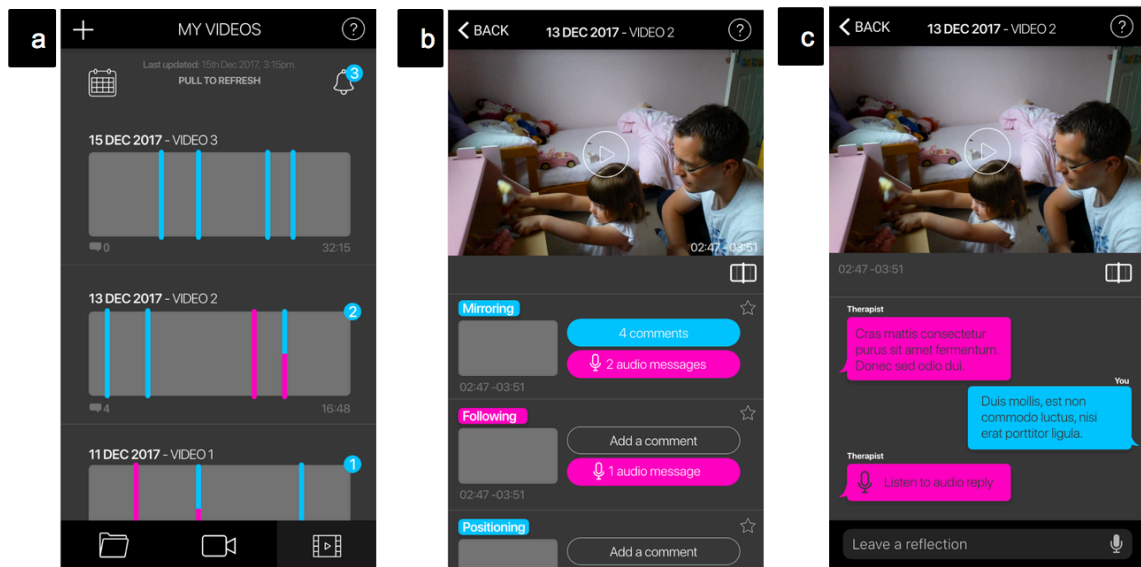 a
MY VIDEOS
?
Last updated: 15th Dec 2017, 3:15pm
PULL TO REFRESH
3
15 DEC 2017 - VIDEO 3
0
32:15
13 DEC 2017 - VIDEO 2
2
4
16:48
11 DEC 2017 - VIDEO 1
1
b
BACK
13 DEC 2017 - VIDEO 2
?
02:47 -03:51
Mirroring
4 comments
2 audio messages
02:47 -03:51
Following
Add a comment
1 audio message
02:47 -03:51
Positioning
Add a comment
c
BACK
13 DEC 2017 - VIDEO 2
?
02:47 -03:51
Therapist
Cras mattis consectetur
purus sit amet fermentum.
Donec sed odio dui.
You
Duis mollis, est non
commodo luctus, nisi
erat porttitor ligula.
Therapist
Listen to audio reply
Leave a reflection